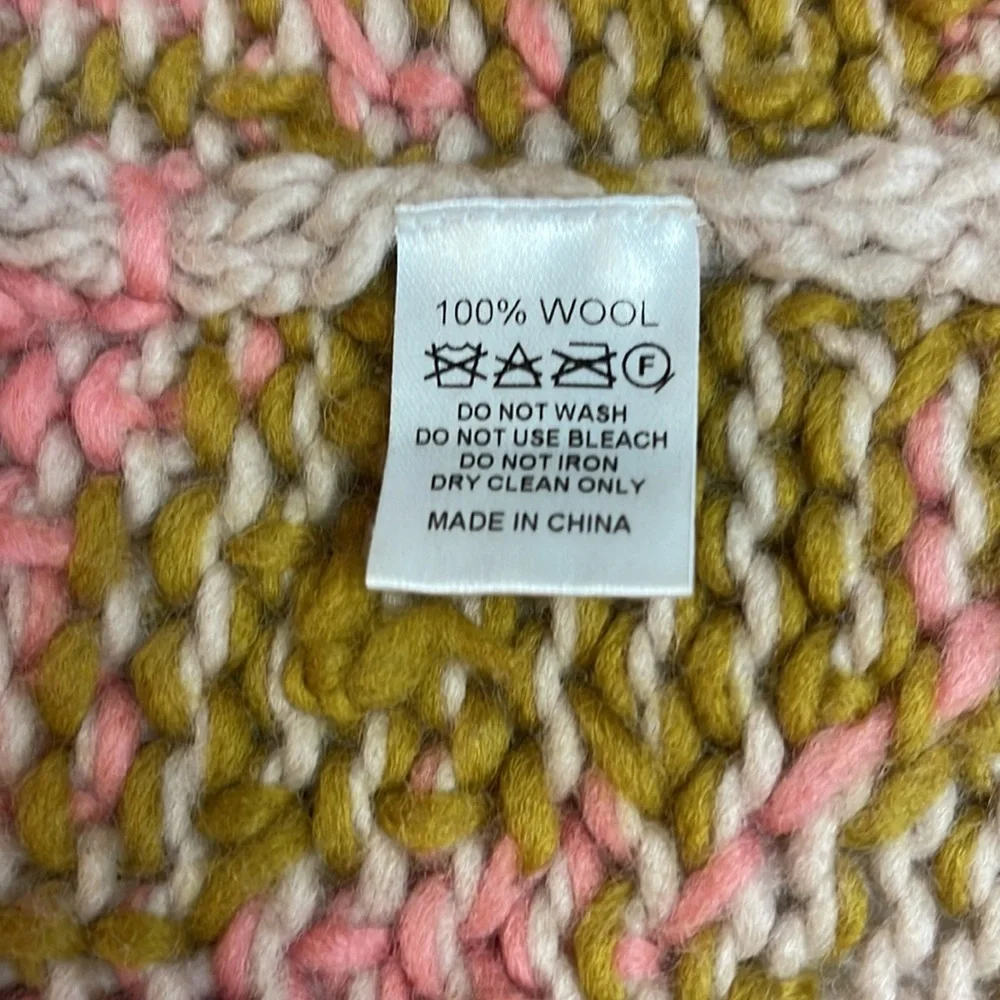 100% WOOL
F
DO NOT WASH
DO NOT USE BLEACH
DO NOT IRON
DRY CLEAN ONLY
MADE IN CHINA